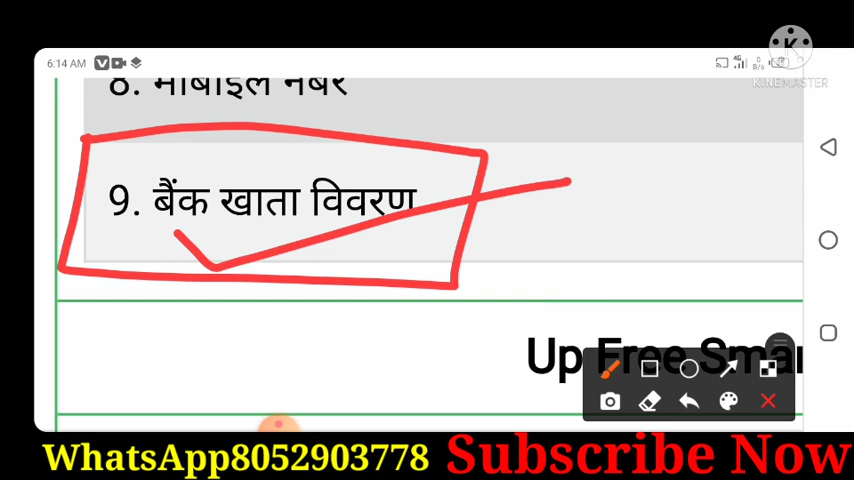 6:14 AM
KINEMASTER
8. मोबाइल नंबर
9. बैंक खाता विवरण
Up Free Smar
WhatsApp8052903778 Subscribe Now